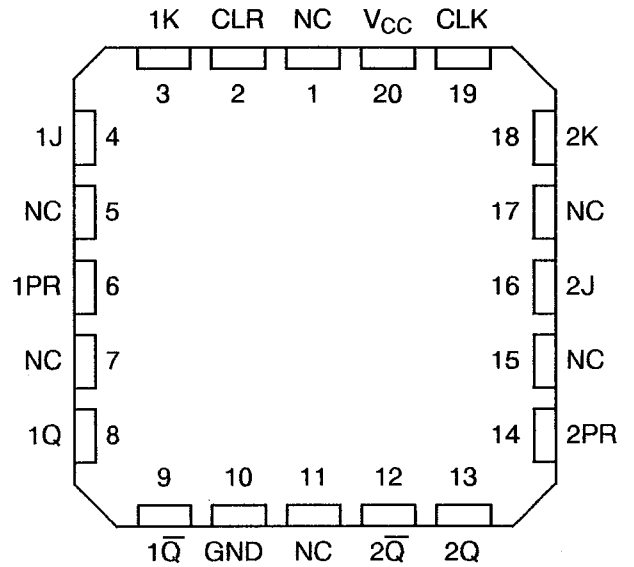 1K CLR NC VCC CLK
3 2 1 20 19
1J 4 18 2K
NC 5 17 NC
1PR 6 16 2J
NC 7 15 NC
1Q 8 14 2PR
9 10 11 12 13
1Q̅ GND NC 2Q̅ 2Q